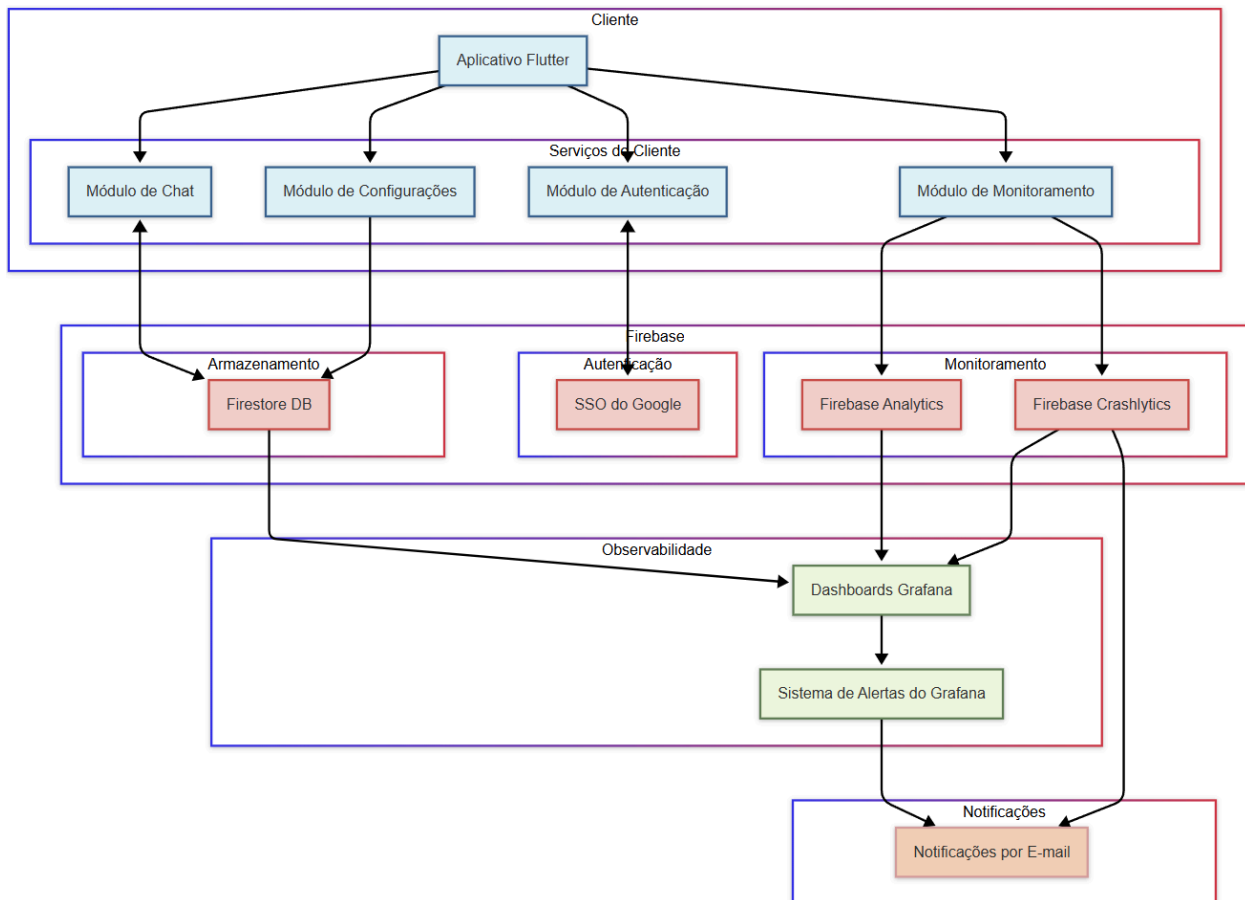 Cliente
Aplicativo Flutter
Serviços do Cliente
Módulo de Chat
Módulo de Configurações
Módulo de Autenticação
Módulo de Monitoramento
Firebase
Armazenamento
Autenticação
Monitoramento
Firestore DB
SSO do Google
Firebase Analytics
Firebase Crashlytics
Observabilidade
Dashboards Grafana
Sistema de Alertas do Grafana
Notificações
Notificações por E-mail